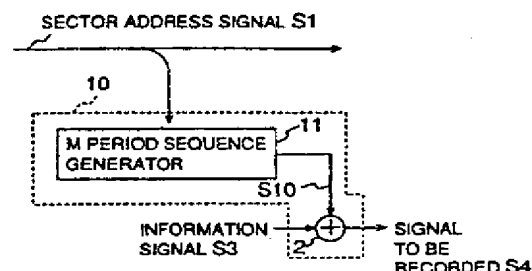 SECTOR ADDRESS SIGNAL S1
10
11
M PERIOD SEQUENCE
GENERATOR
S10
INFORMATION
SIGNAL S3
2
SIGNAL
TO BE
RECORDED S4